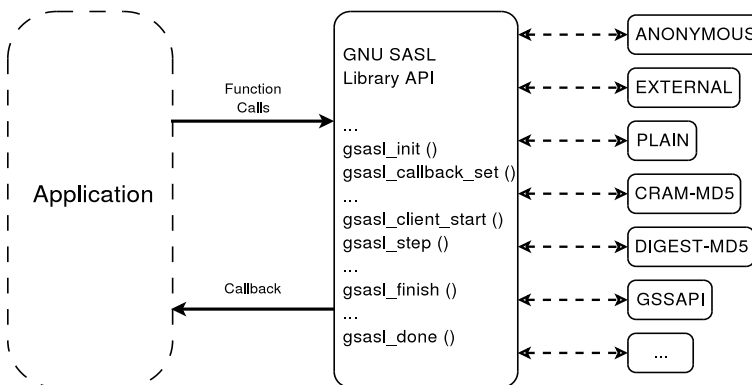 Application
Function
Calls
Callback
GNU SASL
Library API
...
gsasl_init ()
gsasl_callback_set ()
...
gsasl_client_start ()
gsasl_step ()
...
gsasl_finish ()
...
gsasl_done ()
ANONYMOUS
EXTERNAL
PLAIN
CRAM-MD5
DIGEST-MD5
GSSAPI
...